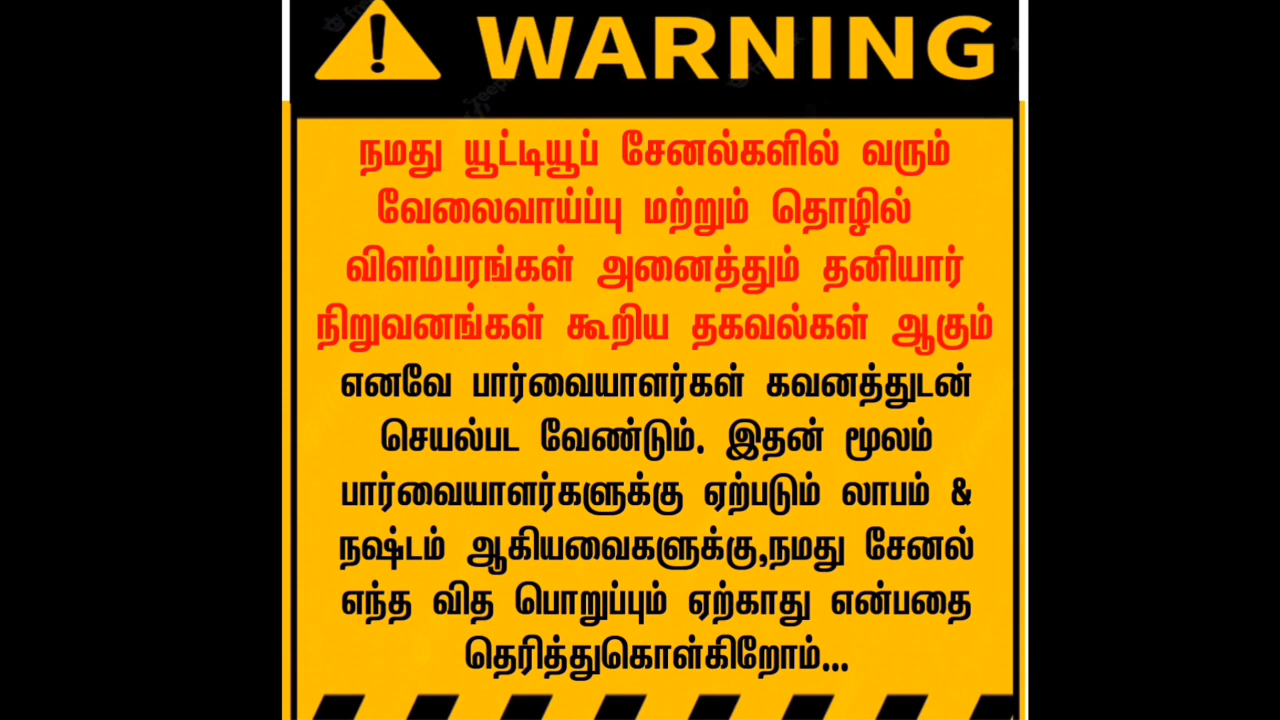 WARNING
நமது யூட்டியூப் சேனல்களில் வரும்
வேலைவாய்ப்பு மற்றும் தொழில்
விளம்பரங்கள் அனைத்தும் தனியார்
நிறுவனங்கள் கூறிய தகவல்கள் ஆகும்
எனவே பார்வையாளர்கள் கவனத்துடன்
செயல்பட வேண்டும். இதன் மூலம்
பார்வையாளர்களுக்கு ஏற்படும் லாபம் &
நஷ்டம் ஆகியவைகளுக்கு,நமது சேனல்
எந்த வித பொறுப்பும் ஏற்காது என்பதை
தெரித்துகொள்கிறோம்...